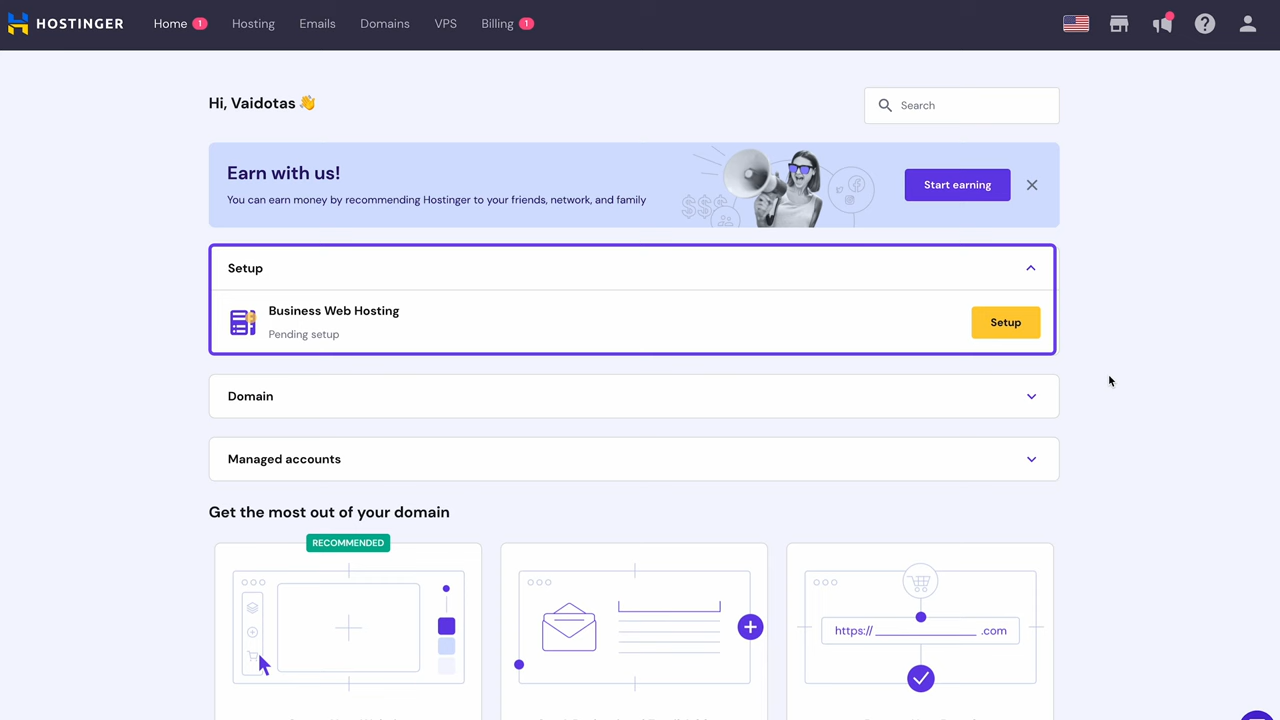 HOSTINGER
Home 1 Hosting Emails Domains VPS Billing 1
Hi, Vaidotas 👋
Search
Earn with us!
You can earn money by recommending Hostinger to your friends, network, and family
Start earning
Setup
Business Web Hosting
Pending setup
Setup
Domain
Managed accounts
Get the most out of your domain
RECOMMENDED
https:// ____________ .com